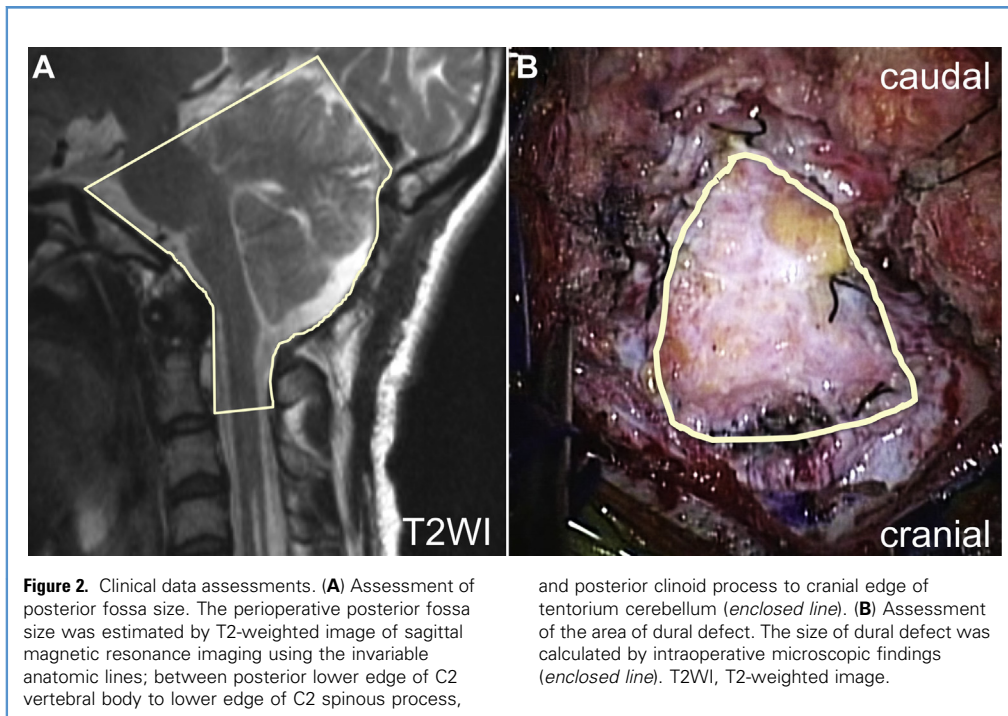 A
B
caudal
T2WI
cranial
Figure 2. Clinical data assessments. (A) Assessment of
posterior fossa size. The perioperative posterior fossa
size was estimated by T2-weighted image of sagittal
magnetic resonance imaging using the invariable
anatomic lines; between posterior lower edge of C2
vertebral body to lower edge of C2 spinous process,
and posterior clinoid process to cranial edge of
tentorium cerebellum (enclosed line). (B) Assessment
of the area of dural defect. The size of dural defect was
calculated by intraoperative microscopic findings
(enclosed line). T2WI, T2-weighted image.